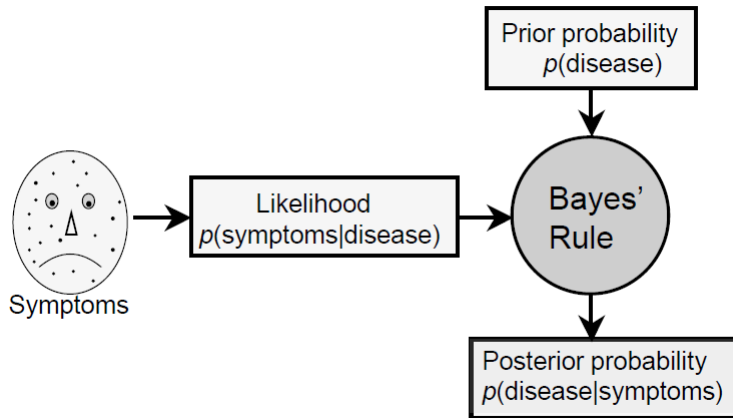 Prior probability
p(disease)
Likelihood
p(symptoms|disease)
Bayes'
Rule
Symptoms
Posterior probability
p(disease|symptoms)